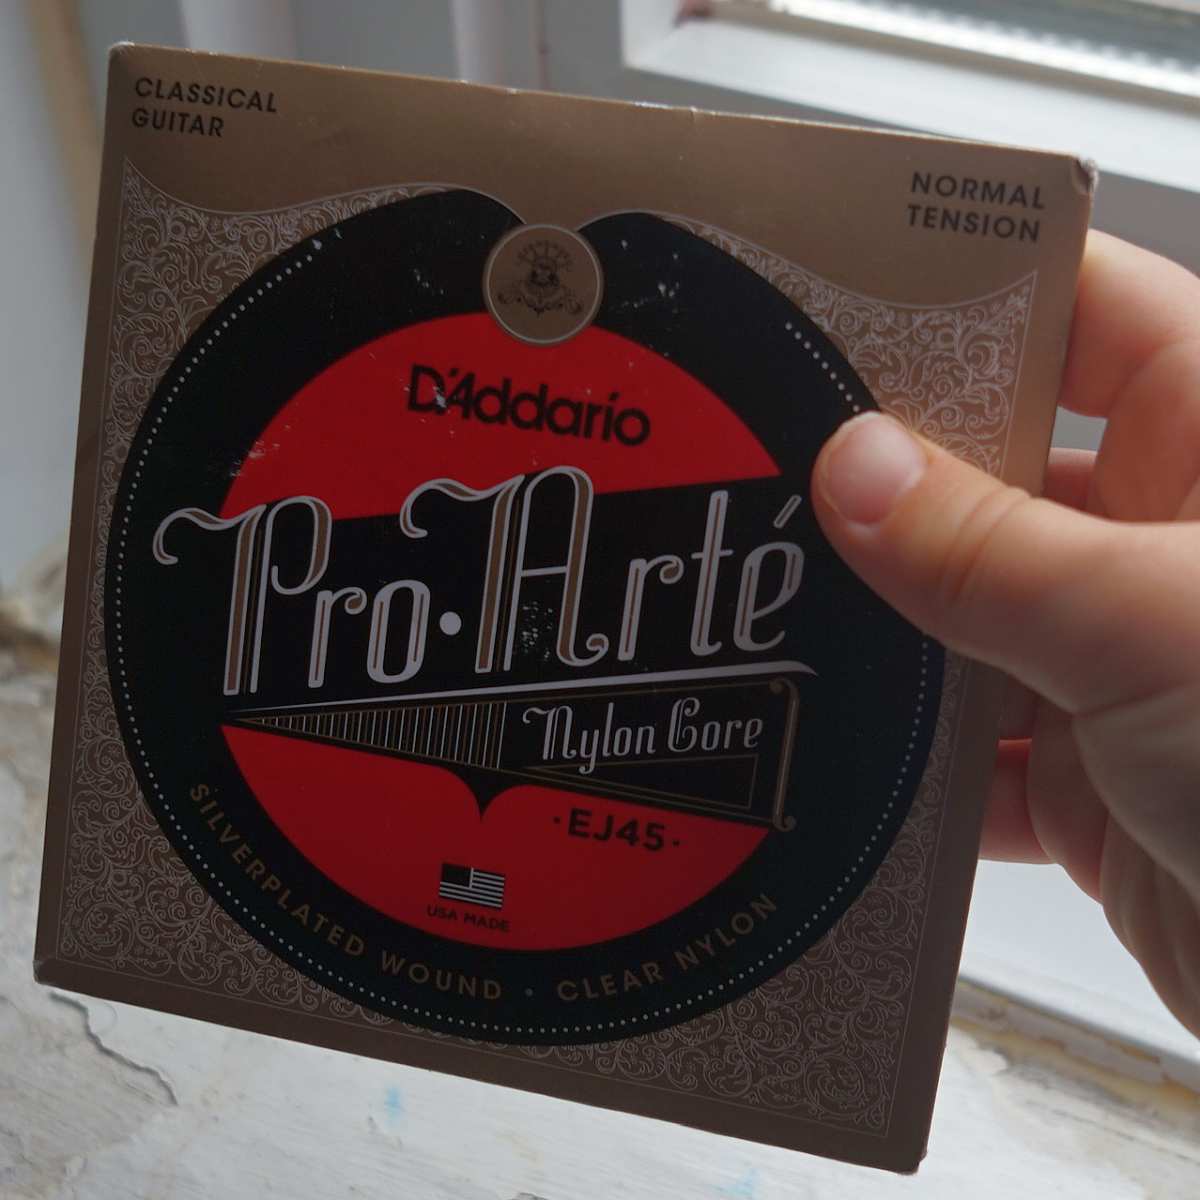 CLASSICAL
GUITAR
NORMAL
TENSION
D'Addario
Pro·Arté
Nylon Core
·EJ45·
USA MADE
SILVERPLATED WOUND · CLEAR NYLON